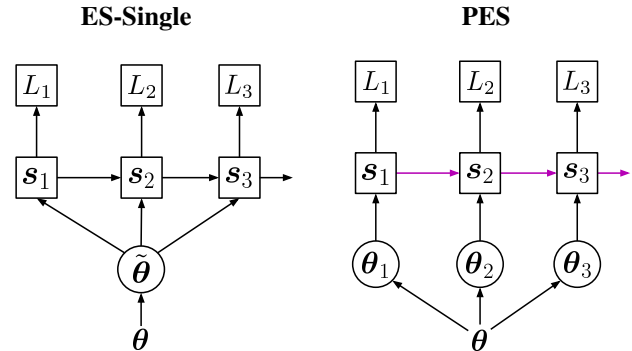 ES-Single PES
L₁ L₂ L₃ L₁ L₂ L₃
s₁ s₂ s₃ s₁ s₂ s₃
θ̃ θ₁ θ₂ θ₃
θ θ